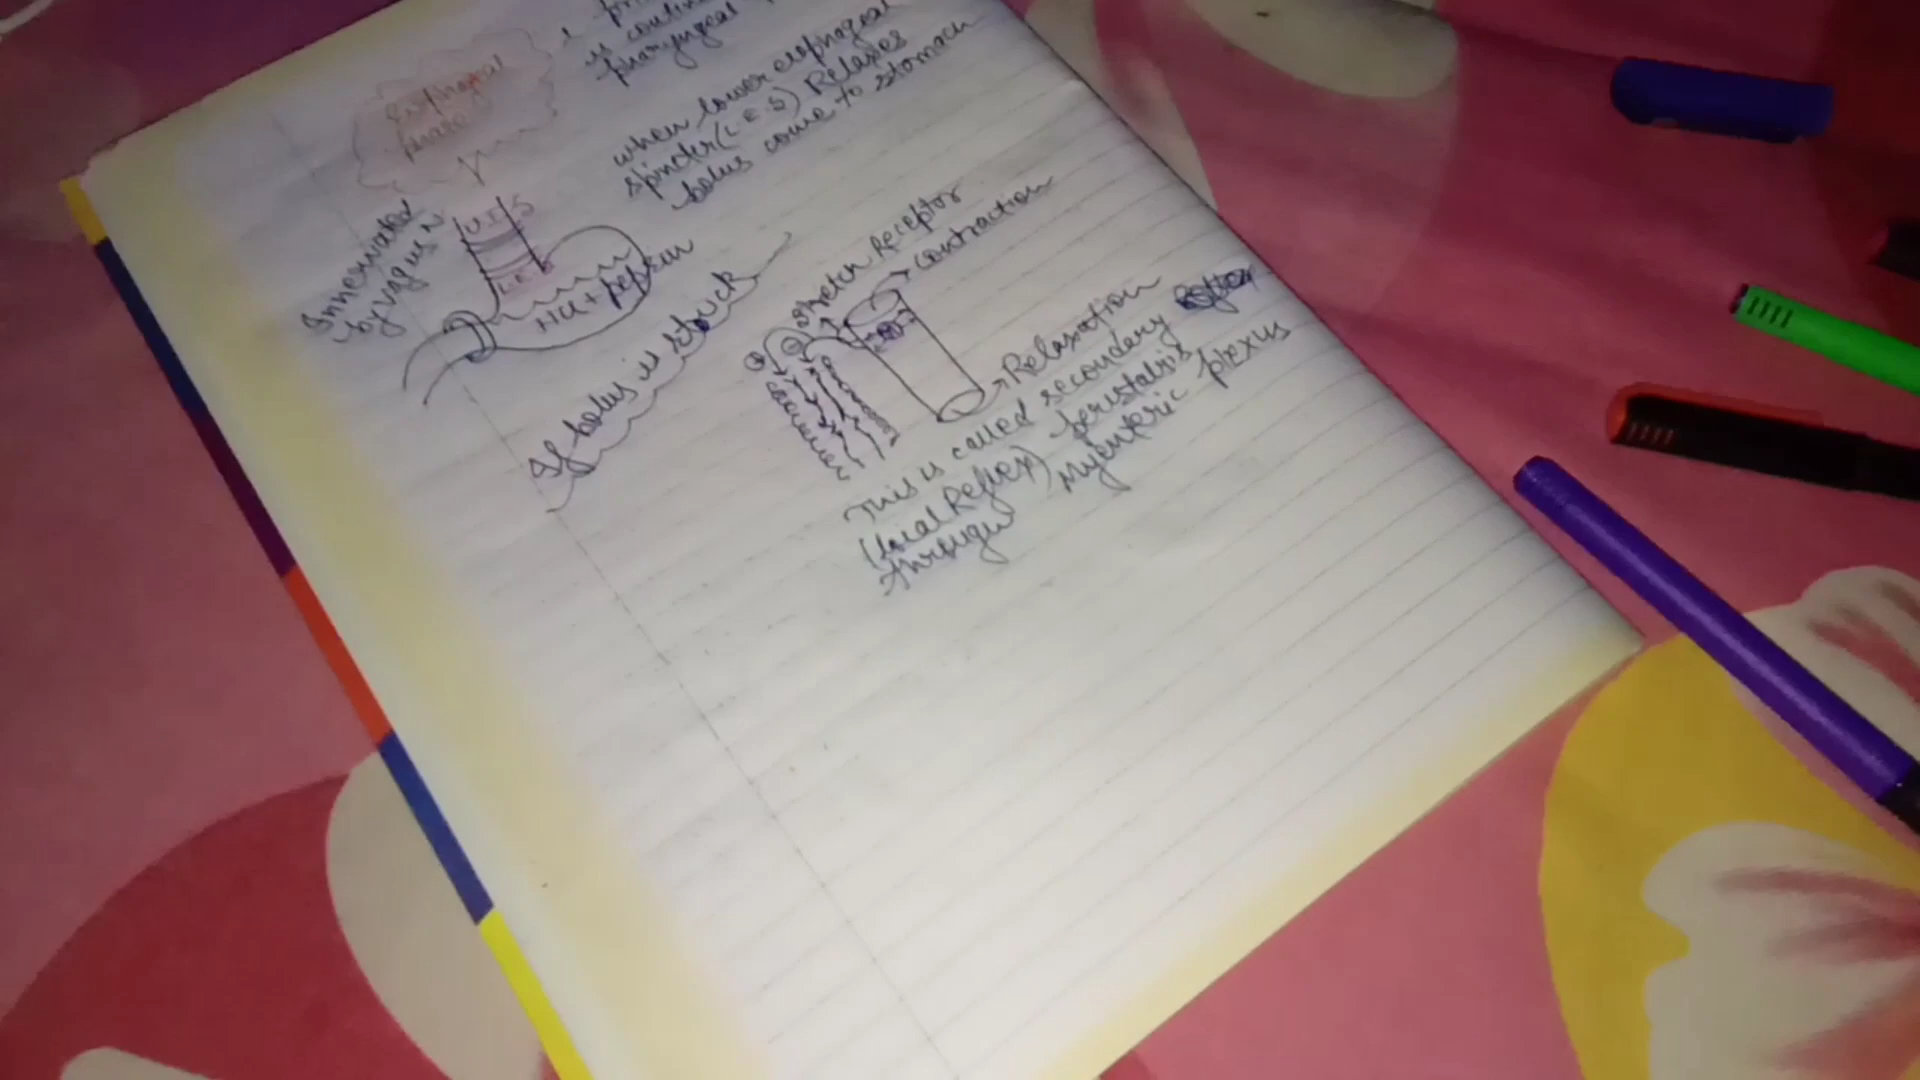 is
pharyngeal
Esophageal
phase
when lower esophageal
spincter (L.E.S) Relaxes
bolus come to stomach
Innervated
by vagus N
U.E.S
L.E.S
HCl + pepsin
If bolus is stuck
Stretch Receptor
contraction
Relaxation
This is called secondary
(local Reflex) peristalsis
through Myenteric plexus